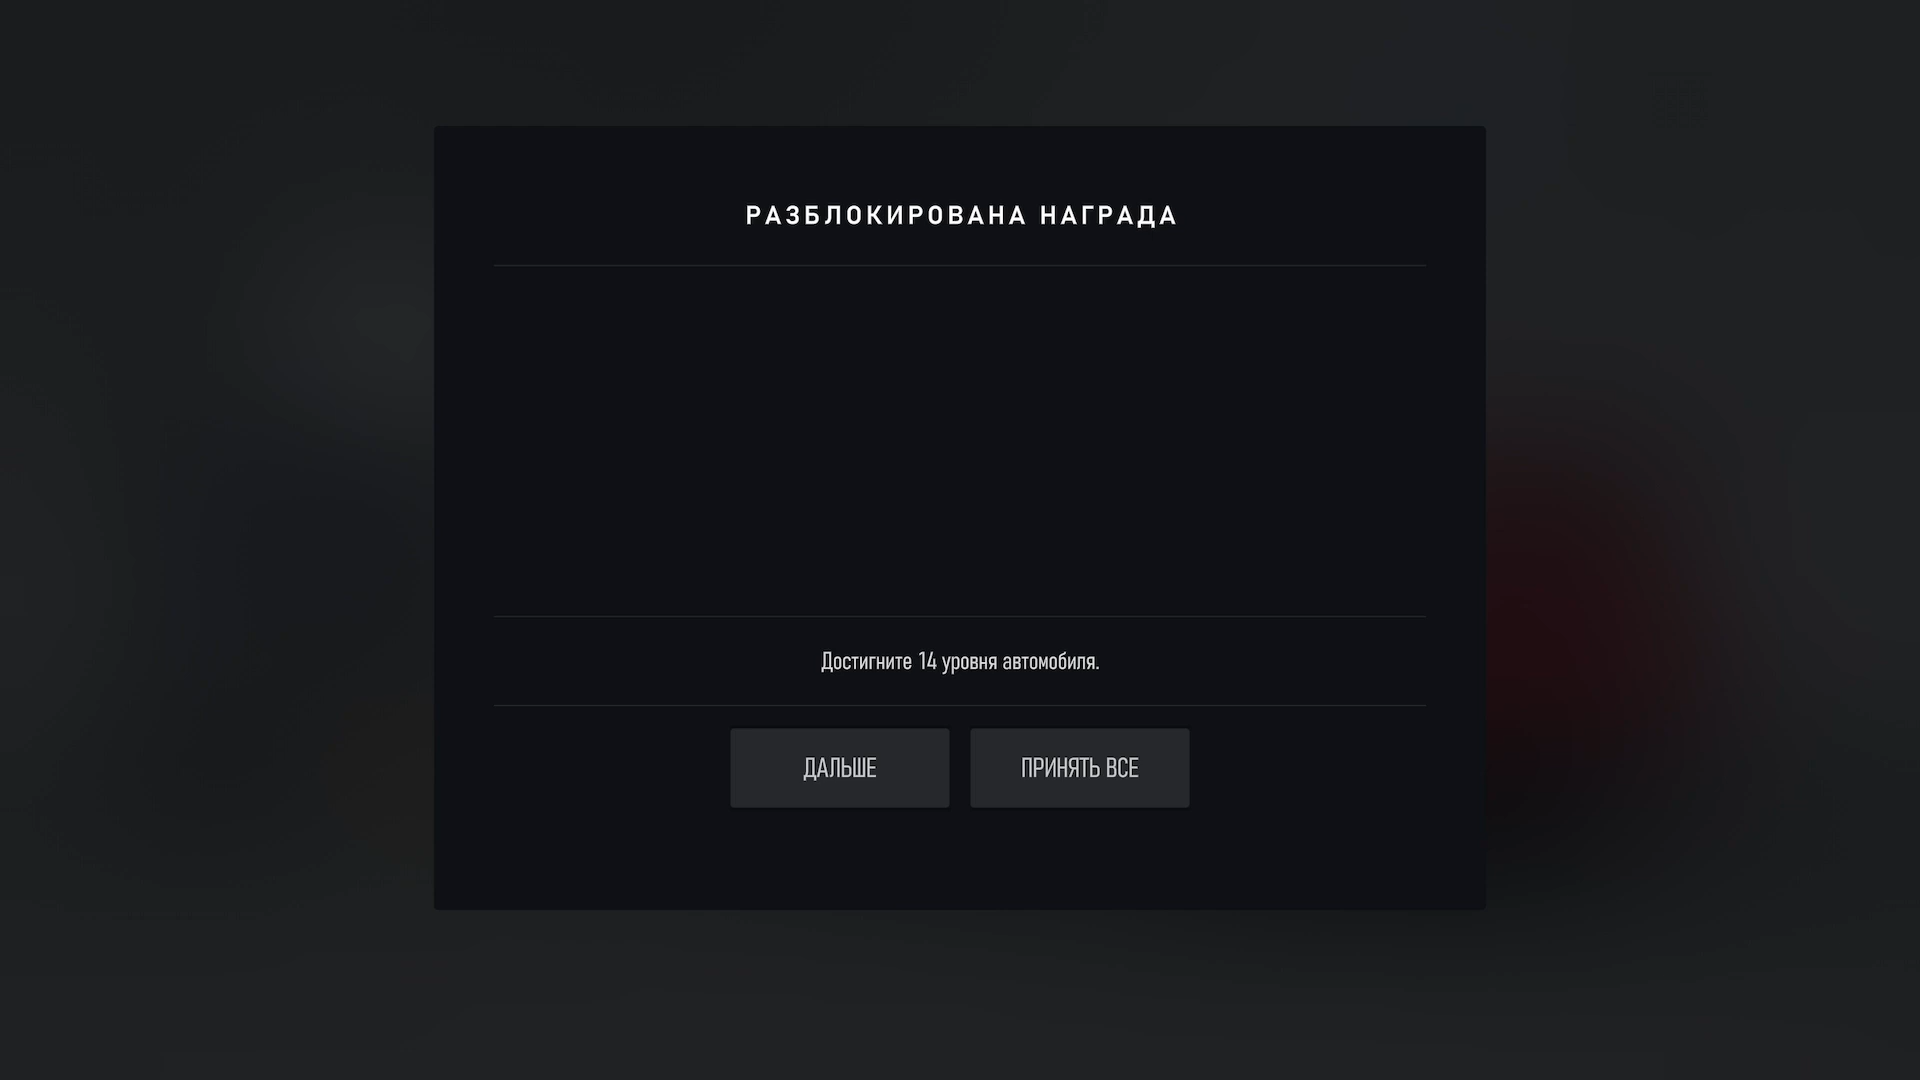 РАЗБЛОКИРОВАНА НАГРАДА
Достигните 14 уровня автомобиля.
ДАЛЬШЕ
ПРИНЯТЬ ВСЕ